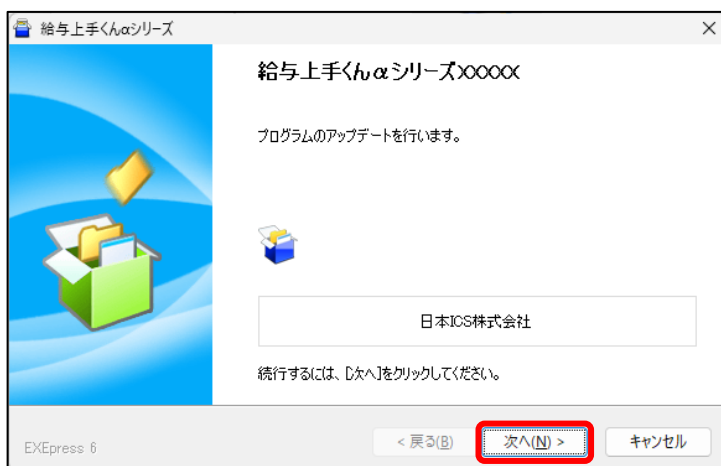 給与上手くんαシリーズ
給与上手くんαシリーズXXXXX
プログラムのアップデートを行います。
日本ICS株式会社
続行するには、[次へ]をクリックしてください。
EXEpress 6
< 戻る(B)
次へ(N) >
キャンセル